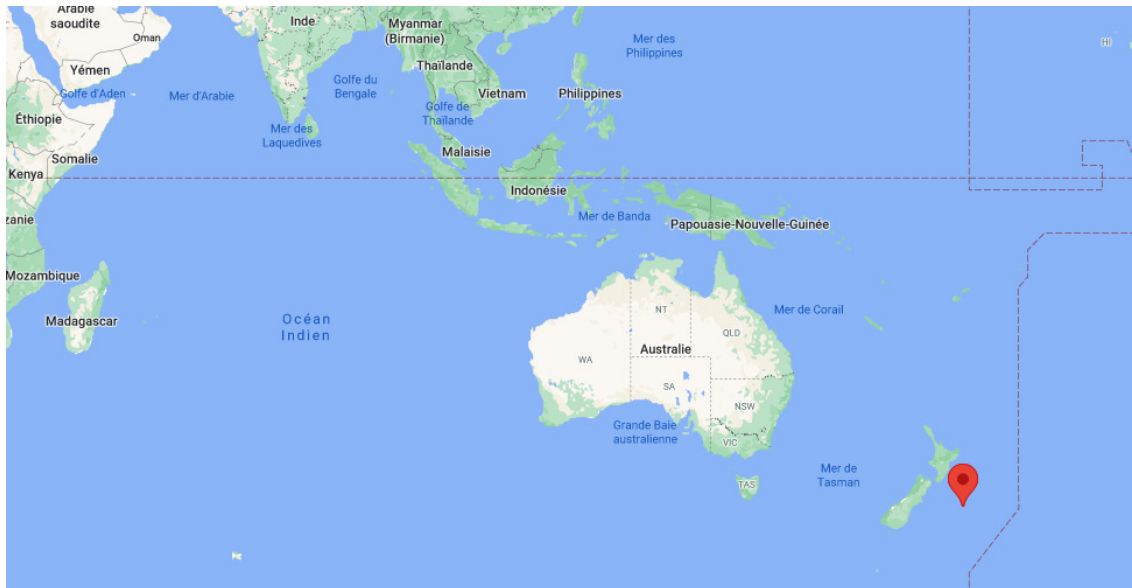 Arabie
saoudite
Oman
Yémen
Golfe d'Aden
Mer d'Arabie
Inde
Golfe du
Bengale
Mer des
Laquedives
Myanmar
(Birmanie)
Thaïlande
Golfe de
Thaïlande
Vietnam
Malaisie
Philippines
Mer des
Philippines
HI
Éthiopie
Somalie
Kenya
zanie
Mozambique
Madagascar
Indonésie
Mer de Banda
Papouasie-Nouvelle-Guinée
Océan
Indien
Mer de Corail
NT
QLD
WA
Australie
SA
NSW
VIC
Grande Baie
australienne
TAS
Mer de
Tasman